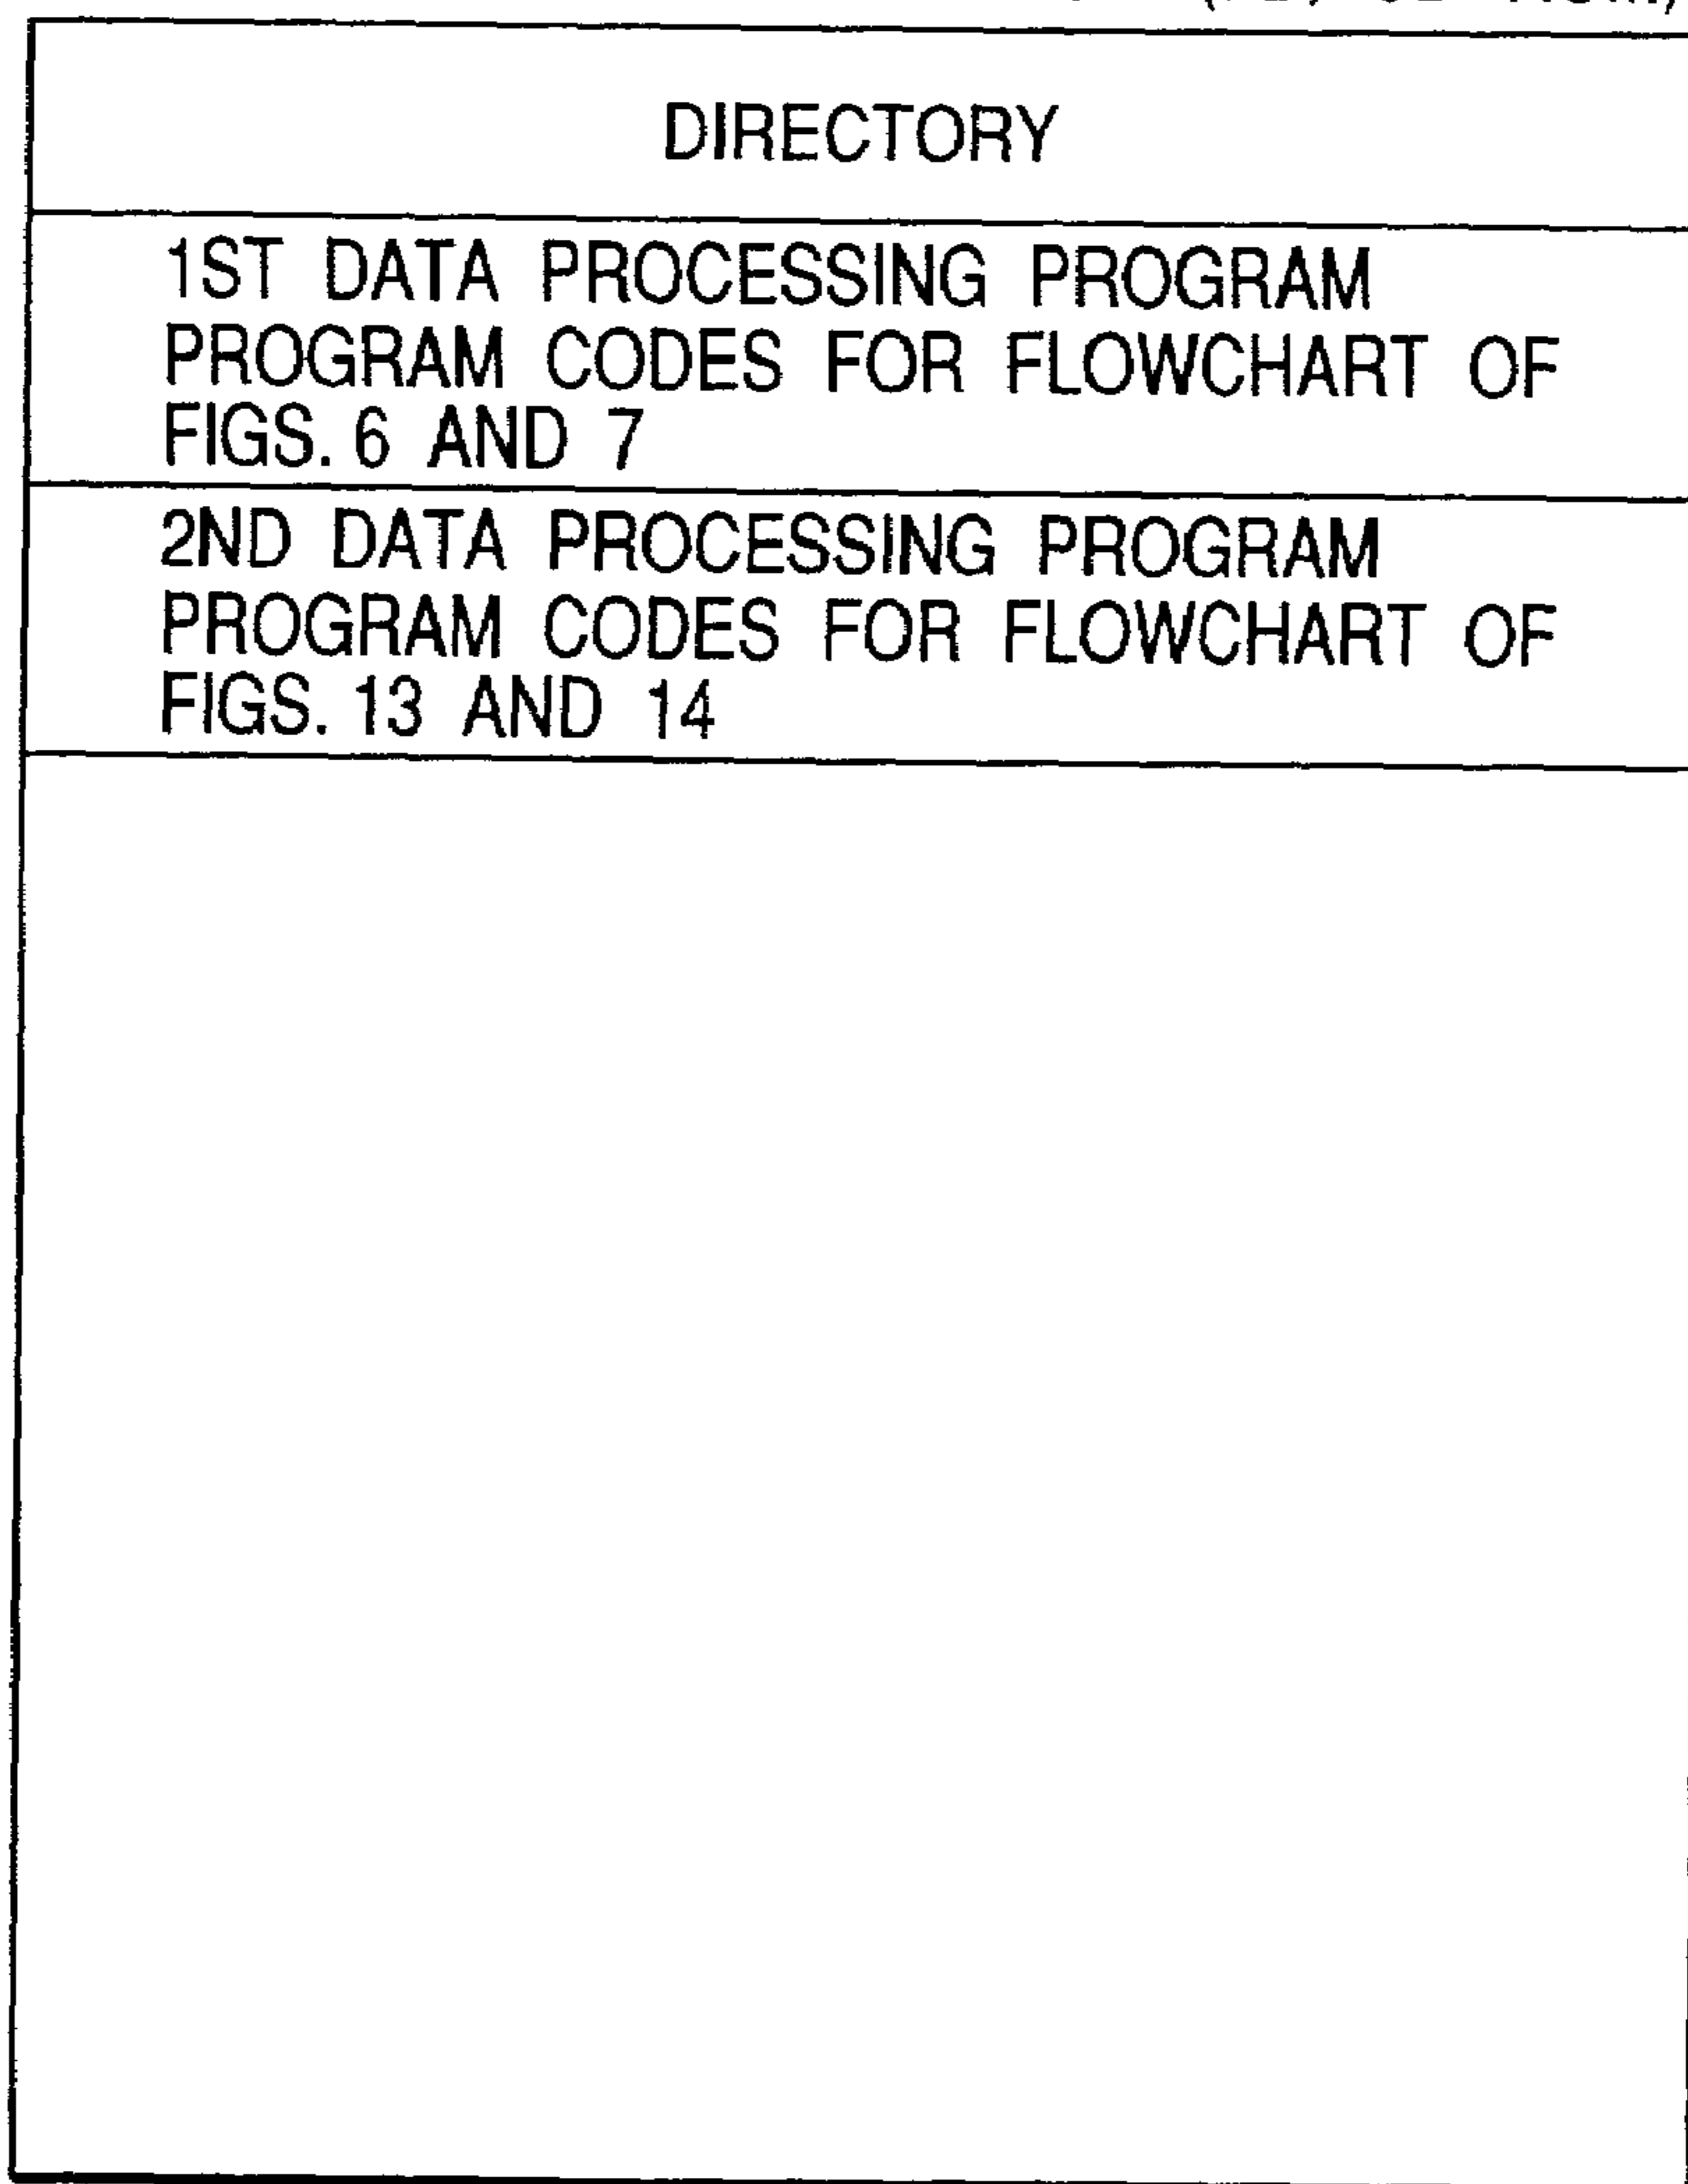 DIRECTORY
1ST DATA PROCESSING PROGRAM
PROGRAM CODES FOR FLOWCHART OF
FIGS. 6 AND 7
2ND DATA PROCESSING PROGRAM
PROGRAM CODES FOR FLOWCHART OF
FIGS. 13 AND 14